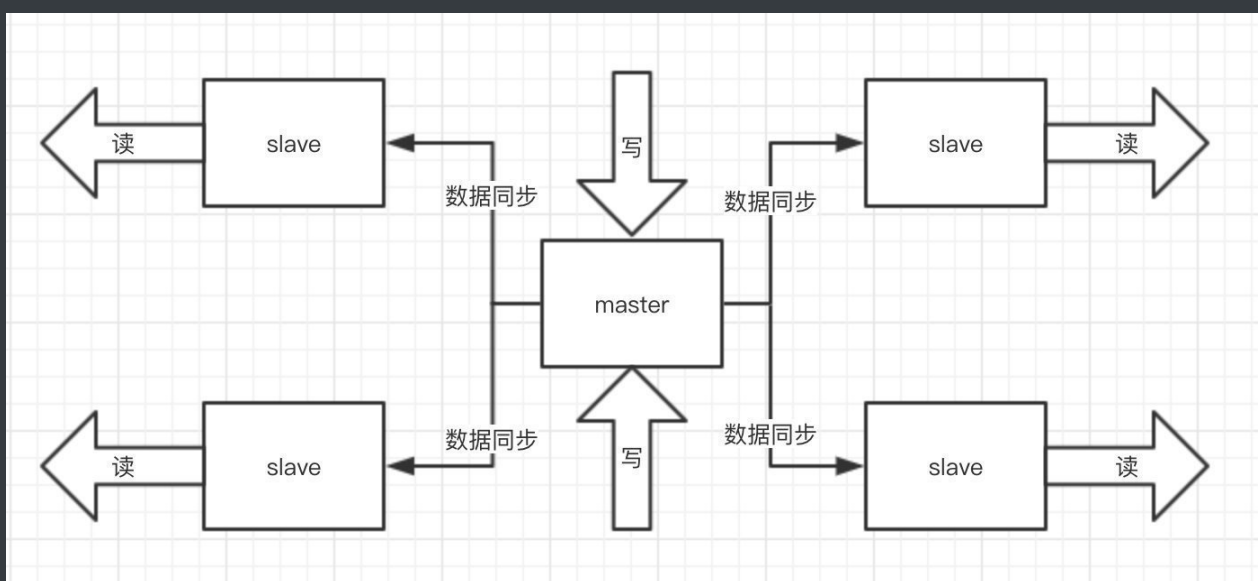 读
slave
写
slave
读
数据同步
数据同步
master
数据同步
数据同步
读
slave
写
slave
读